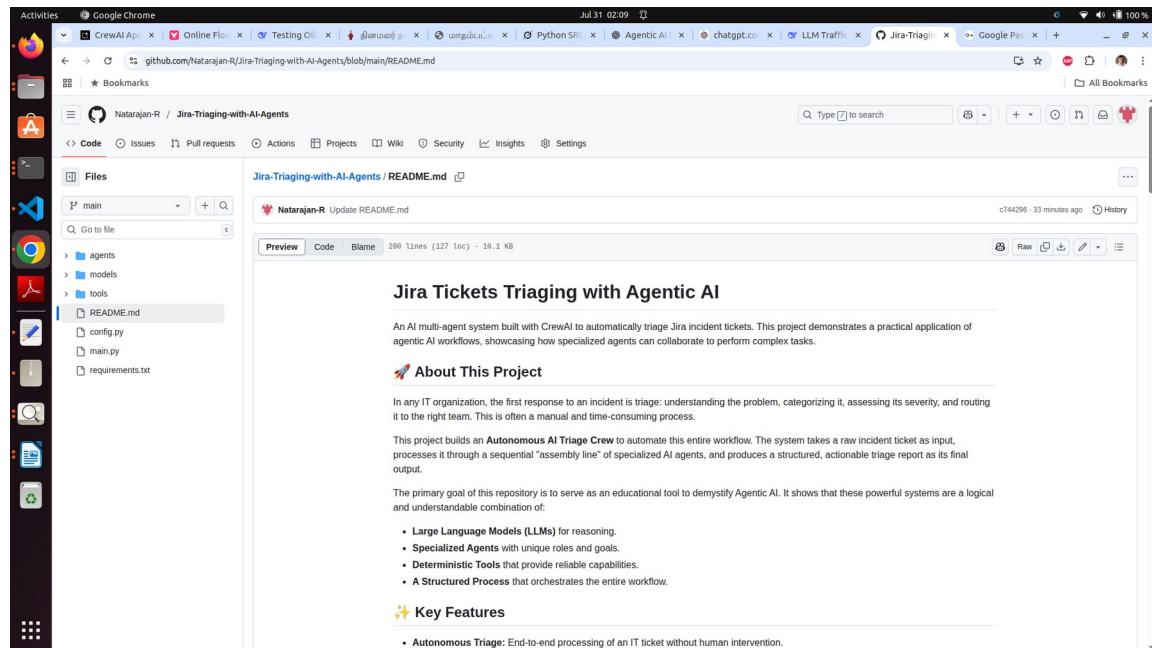 Activities
Google Chrome
Jul 31 02:09
100 %
CrewAI Ap
Online Flo
Testing Oll
தினமலர்
மாதம்பட்டி
Python SRE
Agentic AI
chatgpt.co
LLM Traffic
Jira-Triagin
Google Pas
github.com/Natarajan-R/Jira-Triaging-with-AI-Agents/blob/main/README.md
Bookmarks
All Bookmarks
Natarajan-R / Jira-Triaging-with-AI-Agents
Type / to search
Code
Issues
Pull requests
Actions
Projects
Wiki
Security
Insights
Settings
Files
main
Go to file
t
agents
models
tools
README.md
config.py
main.py
requirements.txt
Jira-Triaging-with-AI-Agents / README.md
Natarajan-R Update README.md
c744296 · 33 minutes ago
History
Preview
Code
Blame
200 lines (127 loc) · 10.1 KB
Raw
Jira Tickets Triaging with Agentic AI
An AI multi-agent system built with CrewAI to automatically triage Jira incident tickets. This project demonstrates a practical application of
agentic AI workflows, showcasing how specialized agents can collaborate to perform complex tasks.
🚀 About This Project
In any IT organization, the first response to an incident is triage: understanding the problem, categorizing it, assessing its severity, and routing
it to the right team. This is often a manual and time-consuming process.
This project builds an Autonomous AI Triage Crew to automate this entire workflow. The system takes a raw incident ticket as input,
processes it through a sequential "assembly line" of specialized AI agents, and produces a structured, actionable triage report as its final
output.
The primary goal of this repository is to serve as an educational tool to demystify Agentic AI. It shows that these powerful systems are a logical
and understandable combination of:
• Large Language Models (LLMs) for reasoning.
• Specialized Agents with unique roles and goals.
• Deterministic Tools that provide reliable capabilities.
• A Structured Process that orchestrates the entire workflow.
✨ Key Features
• Autonomous Triage: End-to-end processing of an IT ticket without human intervention.